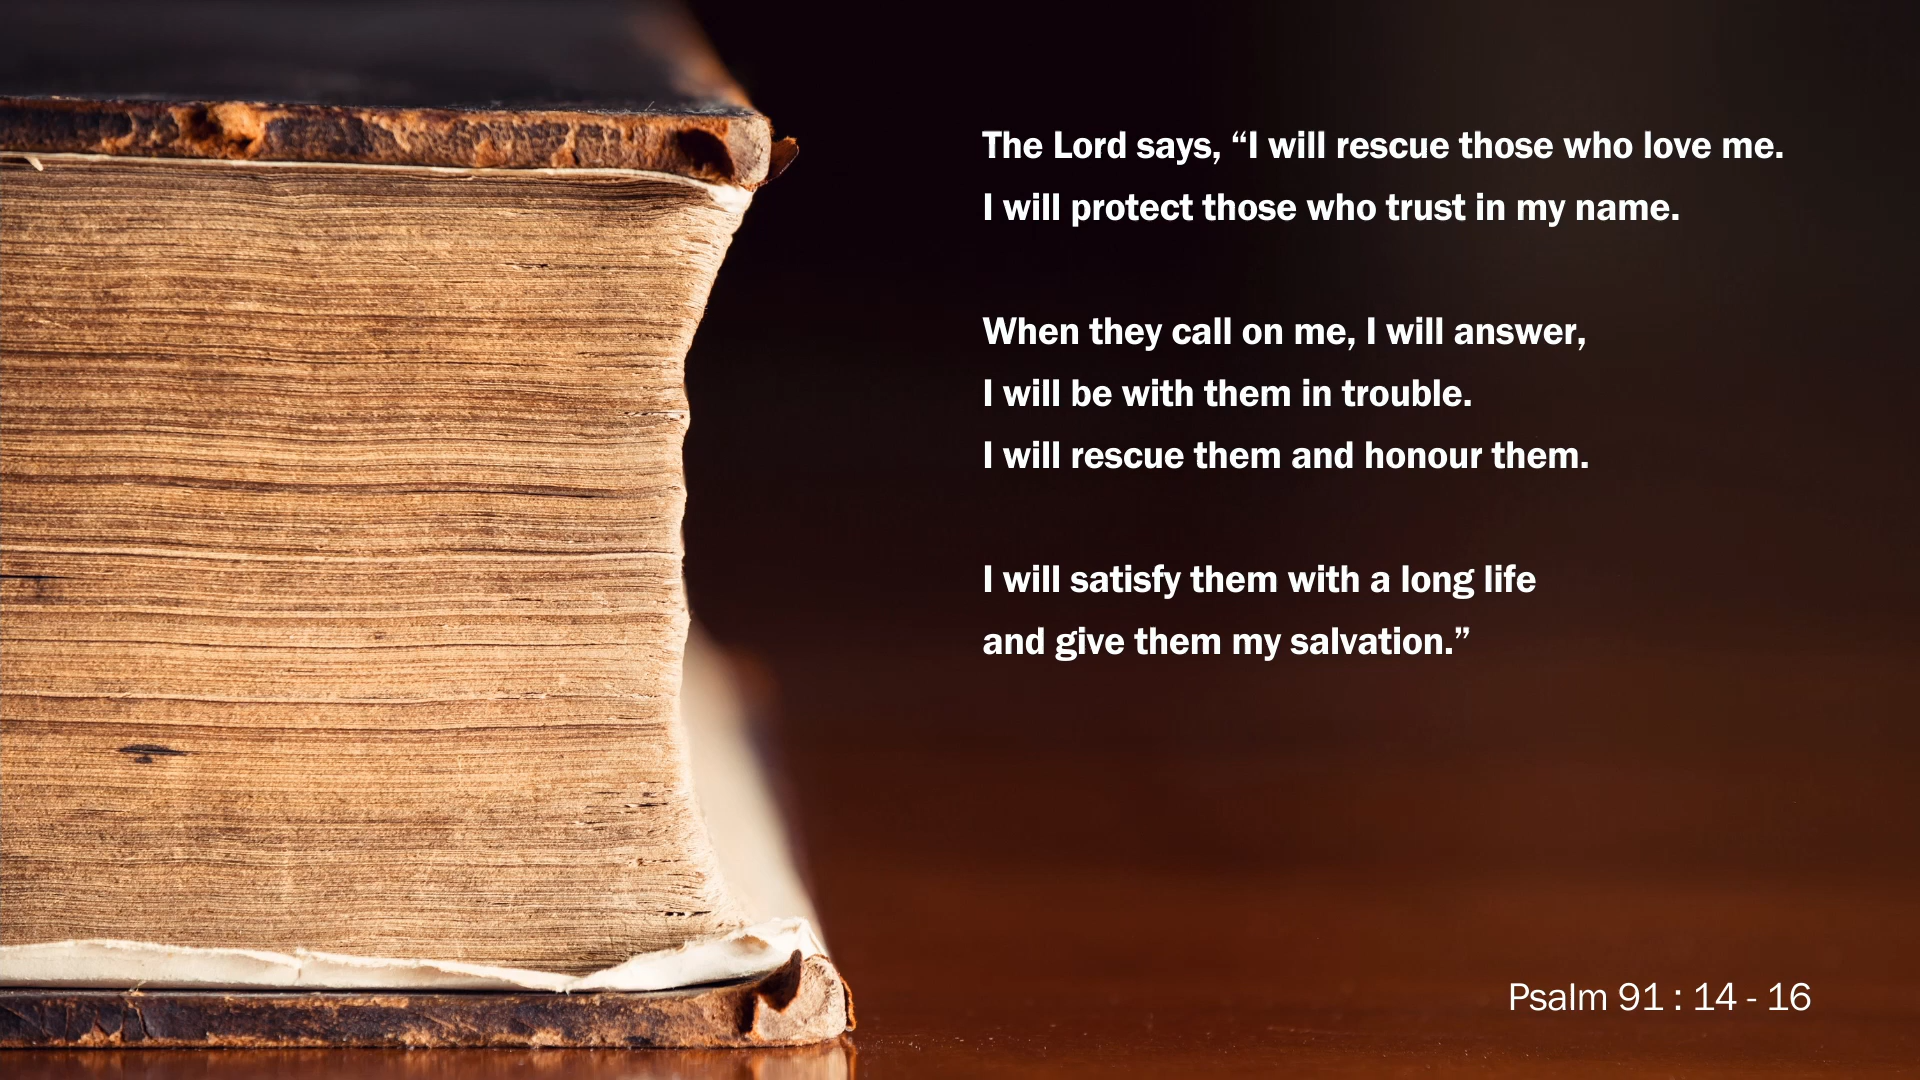 The Lord says, “I will rescue those who love me.
I will protect those who trust in my name.
When they call on me, I will answer,
I will be with them in trouble.
I will rescue them and honour them.
I will satisfy them with a long life
and give them my salvation.”
Psalm 91 : 14 - 16